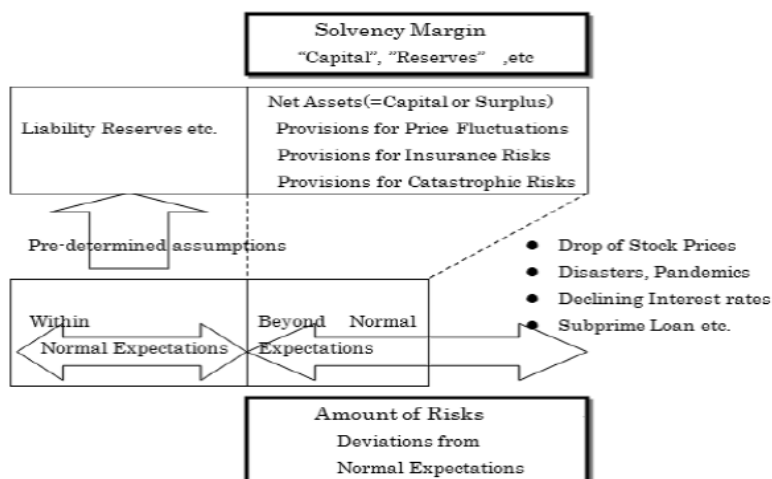 Solvency Margin
“Capital”, ”Reserves” ,etc
Liability Reserves etc.
Net Assets(=Capital or Surplus)
Provisions for Price Fluctuations
Provisions for Insurance Risks
Provisions for Catastrophic Risks
Pre-determined assumptions
● Drop of Stock Prices
● Disasters, Pandemics
● Declining Interest rates
● Subprime Loan etc.
Within
Normal Expectations
Beyond Normal
Expectations
Amount of Risks
Deviations from
Normal Expectations